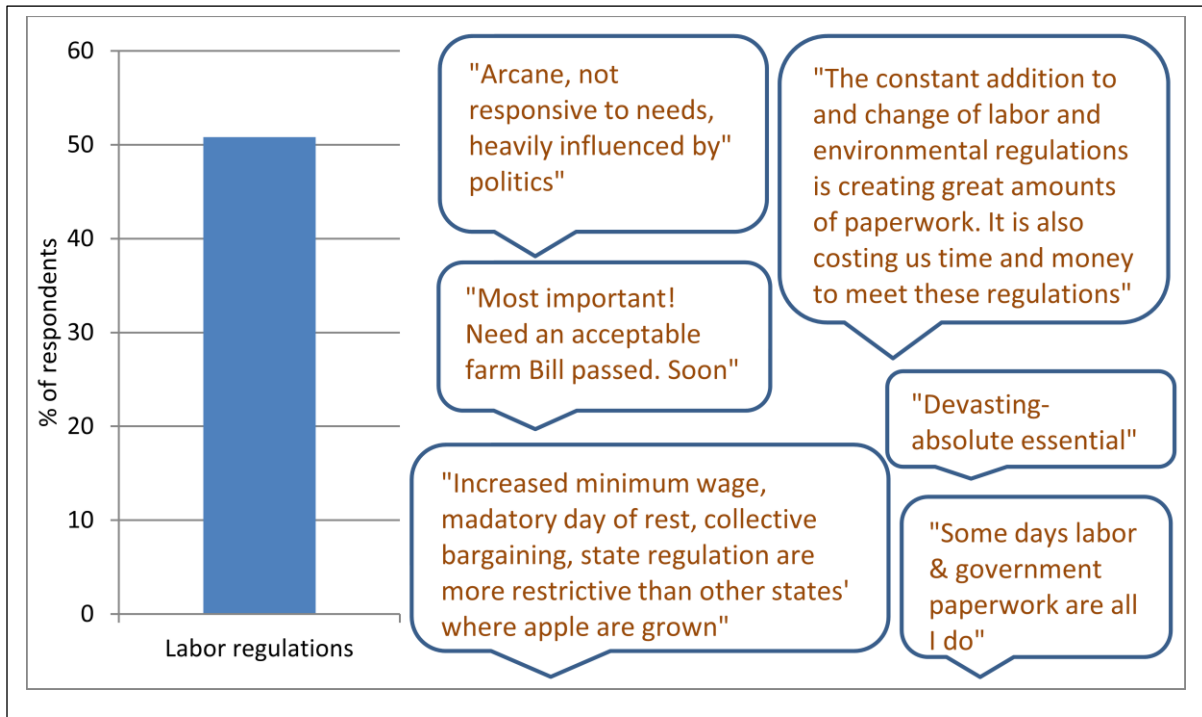 60
50
40
30
20
10
0
% of respondents
Labor regulations
"Arcane, not
responsive to needs,
heavily influenced by"
politics"
"The constant addition to
and change of labor and
environmental regulations
is creating great amounts
of paperwork. It is also
costing us time and money
to meet these regulations"
"Most important!
Need an acceptable
farm Bill passed. Soon"
"Devasting-
absolute essential"
"Increased minimum wage,
madatory day of rest, collective
bargaining, state regulation are
more restrictive than other states'
where apple are grown"
"Some days labor
& government
paperwork are all
I do"